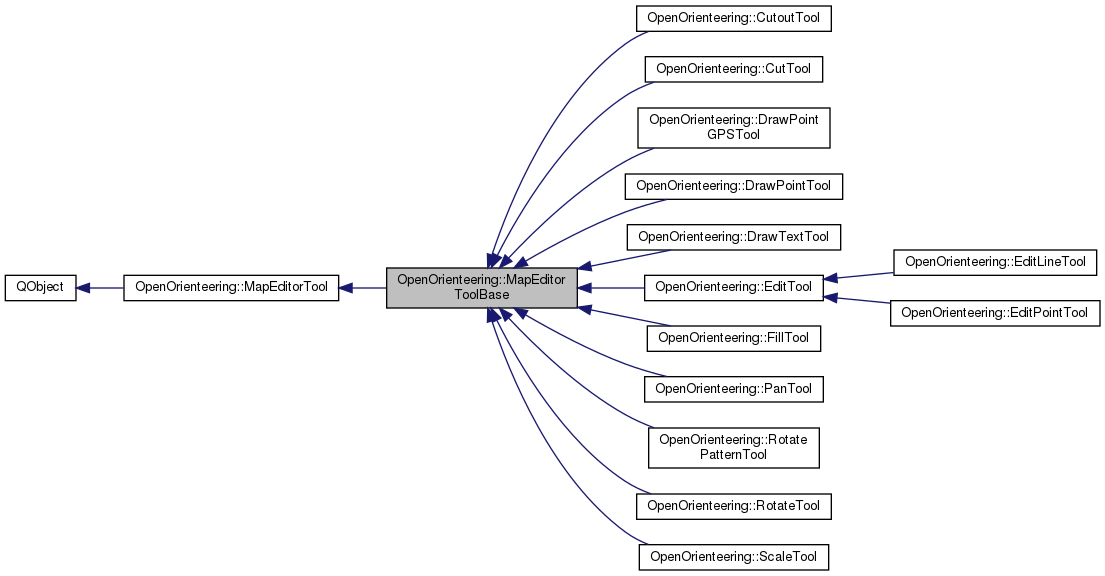 QObject
OpenOrienteering::MapEditorTool
OpenOrienteering::MapEditor
ToolBase
OpenOrienteering::CutoutTool
OpenOrienteering::CutTool
OpenOrienteering::DrawPoint
GPSTool
OpenOrienteering::DrawPointTool
OpenOrienteering::DrawTextTool
OpenOrienteering::EditTool
OpenOrienteering::EditLineTool
OpenOrienteering::EditPointTool
OpenOrienteering::FillTool
OpenOrienteering::PanTool
OpenOrienteering::Rotate
PatternTool
OpenOrienteering::RotateTool
OpenOrienteering::ScaleTool